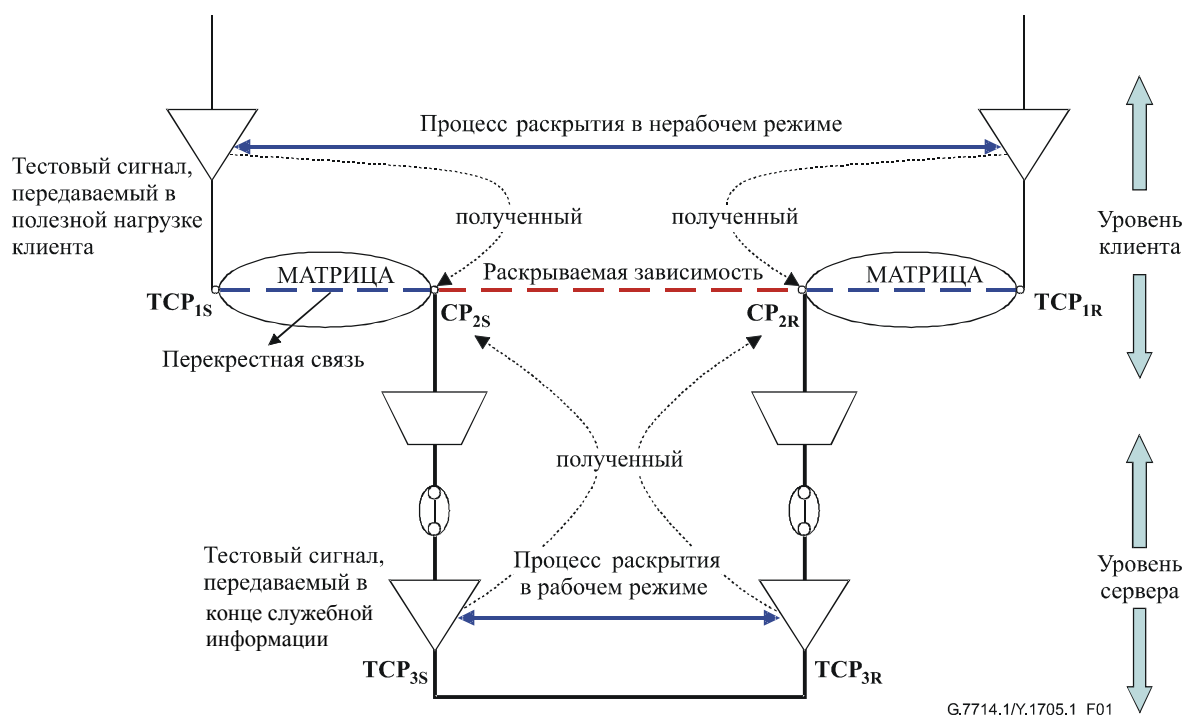 Процесс раскрытия в нерабочем режиме
Тестовый сигнал,
передаваемый в
полезной нагрузке
клиента
полученный
полученный
Уровень
клиента
МАТРИЦА
Раскрываемая зависимость
МАТРИЦА
TCP1S
CP2S
CP2R
TCP1R
Перекрестная связь
полученный
Тестовый сигнал,
передаваемый в
конце служебной
информации
Процесс раскрытия
в рабочем режиме
Уровень
сервера
TCP3S
TCP3R
G.7714.1/Y.1705.1_F01